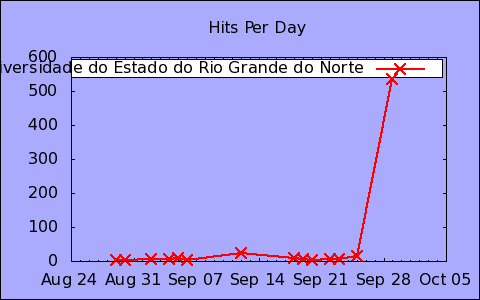 Hits Per Day
600
iversidade do Estado do Rio Grande do Norte
500
400
300
200
100
0
Aug 24 Aug 31 Sep 07 Sep 14 Sep 21 Sep 28 Oct 05